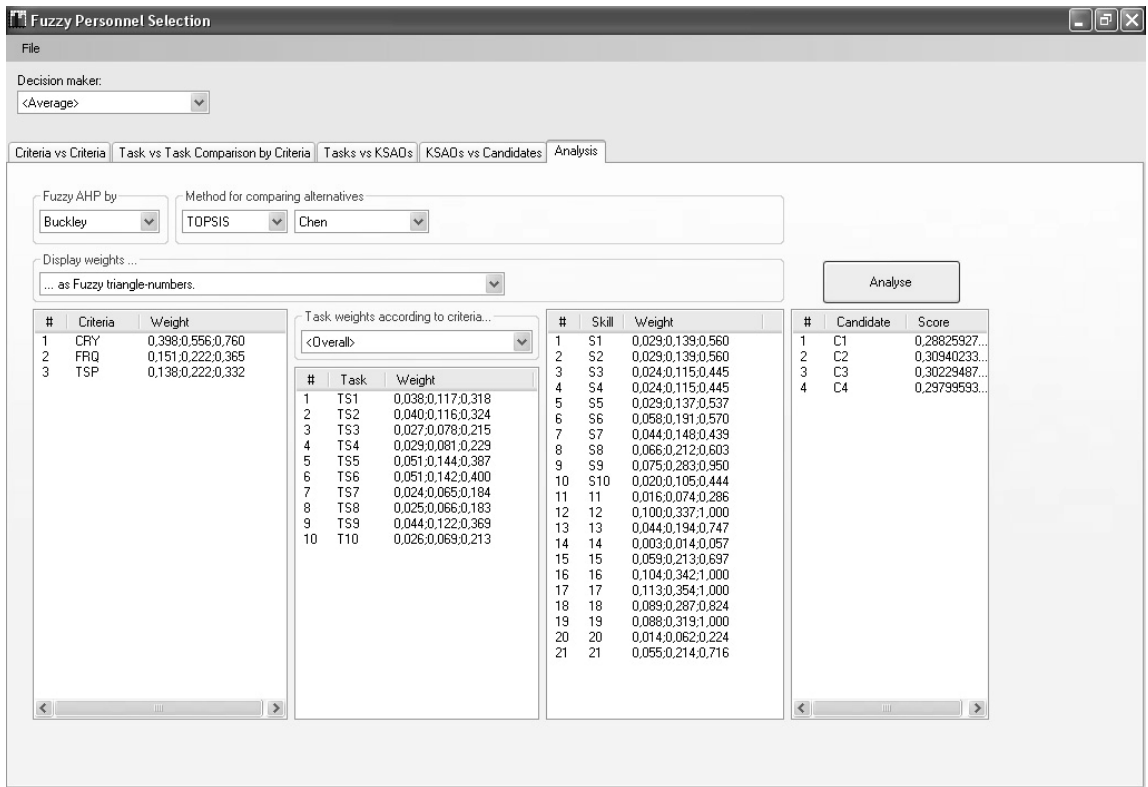 Fuzzy Personnel Selection
File
Decision maker:
<Average>
Criteria vs Criteria Task vs Task Comparison by Criteria Tasks vs KSAOs KSAOs vs Candidates Analysis
Fuzzy AHP by
Buckley
Method for comparing alternatives
TOPSIS Chen
Display weights ...
... as Fuzzy triangle-numbers.
Analyse
# Criteria Weight
1 CRY 0,398;0,556;0,760
2 FRQ 0,151;0,222;0,365
3 TSP 0,138;0,222;0,332
Task weights according to criteria...
<Overall>
# Task Weight
1 TS1 0,038;0,117;0,318
2 TS2 0,040;0,116;0,324
3 TS3 0,027;0,078;0,215
4 TS4 0,029;0,081;0,229
5 TS5 0,051;0,144;0,387
6 TS6 0,051;0,142;0,400
7 TS7 0,024;0,065;0,184
8 TS8 0,025;0,066;0,183
9 TS9 0,044;0,122;0,369
10 T10 0,026;0,069;0,213
# Skill Weight
1 S1 0,029;0,139;0,560
2 S2 0,029;0,139;0,560
3 S3 0,024;0,115;0,445
4 S4 0,024;0,115;0,445
5 S5 0,029;0,137;0,537
6 S6 0,058;0,191;0,570
7 S7 0,044;0,148;0,439
8 S8 0,066;0,212;0,603
9 S9 0,075;0,283;0,950
10 S10 0,020;0,105;0,444
11 11 0,016;0,074;0,286
12 12 0,100;0,337;1,000
13 13 0,044;0,194;0,747
14 14 0,003;0,014;0,057
15 15 0,059;0,213;0,697
16 16 0,104;0,342;1,000
17 17 0,113;0,354;1,000
18 18 0,089;0,287;0,824
19 19 0,088;0,319;1,000
20 20 0,014;0,062;0,224
21 21 0,055;0,214;0,716
# Candidate Score
1 C1 0,28825927...
2 C2 0,30940233...
3 C3 0,30229487...
4 C4 0,29799593...